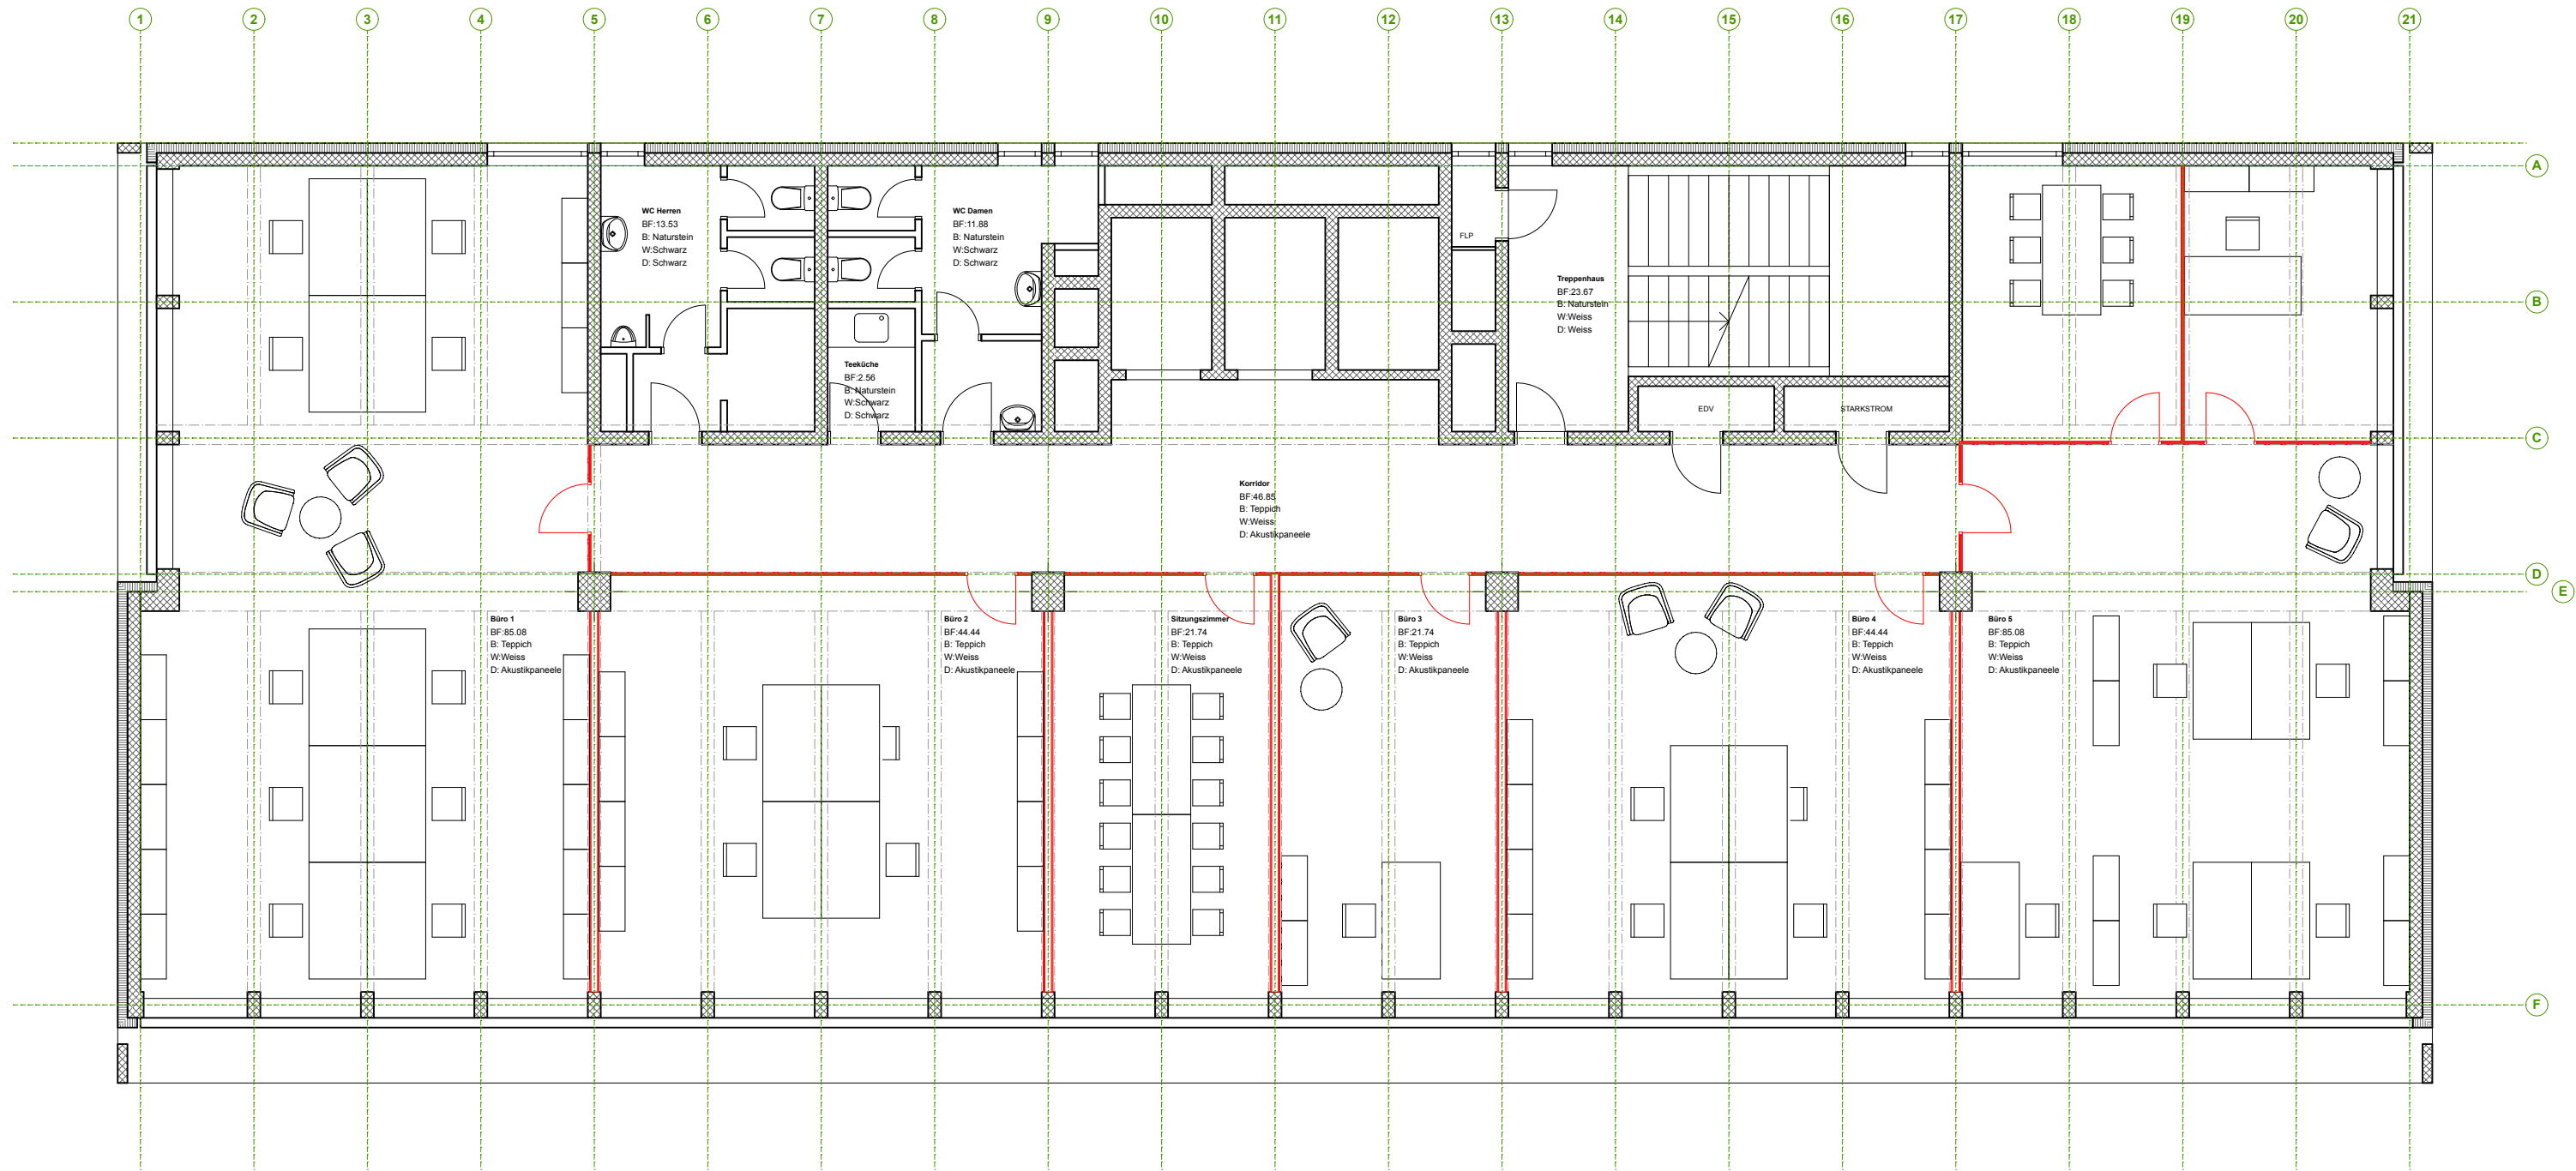 1 2 3 4 5 6 7 8 9 10 11 12 13 14 15 16 17 18 19 20 21
A
WC Herren
BF:13.53
B: Naturstein
W:Schwarz
D: Schwarz
WC Damen
BF:11.88
B: Naturstein
W:Schwarz
D: Schwarz
FLP
Treppenhaus
BF:23.67
B: Naturstein
W:Weiss
D: Weiss
B
Teeküche
BF:2.56
B: Naturstein
W:Schwarz
D: Schwarz
EDV
STARKSTROM
C
Korridor
BF:46.85
B: Teppich
W:Weiss
D: Akustikpaneele
D
E
Büro 1
BF:85.08
B: Teppich
W:Weiss
D: Akustikpaneele
Büro 2
BF:44.44
B: Teppich
W:Weiss
D: Akustikpaneele
Sitzungszimmer
BF:21.74
B: Teppich
W:Weiss
D: Akustikpaneele
Büro 3
BF:21.74
B: Teppich
W:Weiss
D: Akustikpaneele
Büro 4
BF:44.44
B: Teppich
W:Weiss
D: Akustikpaneele
Büro 5
BF:85.08
B: Teppich
W:Weiss
D: Akustikpaneele
F